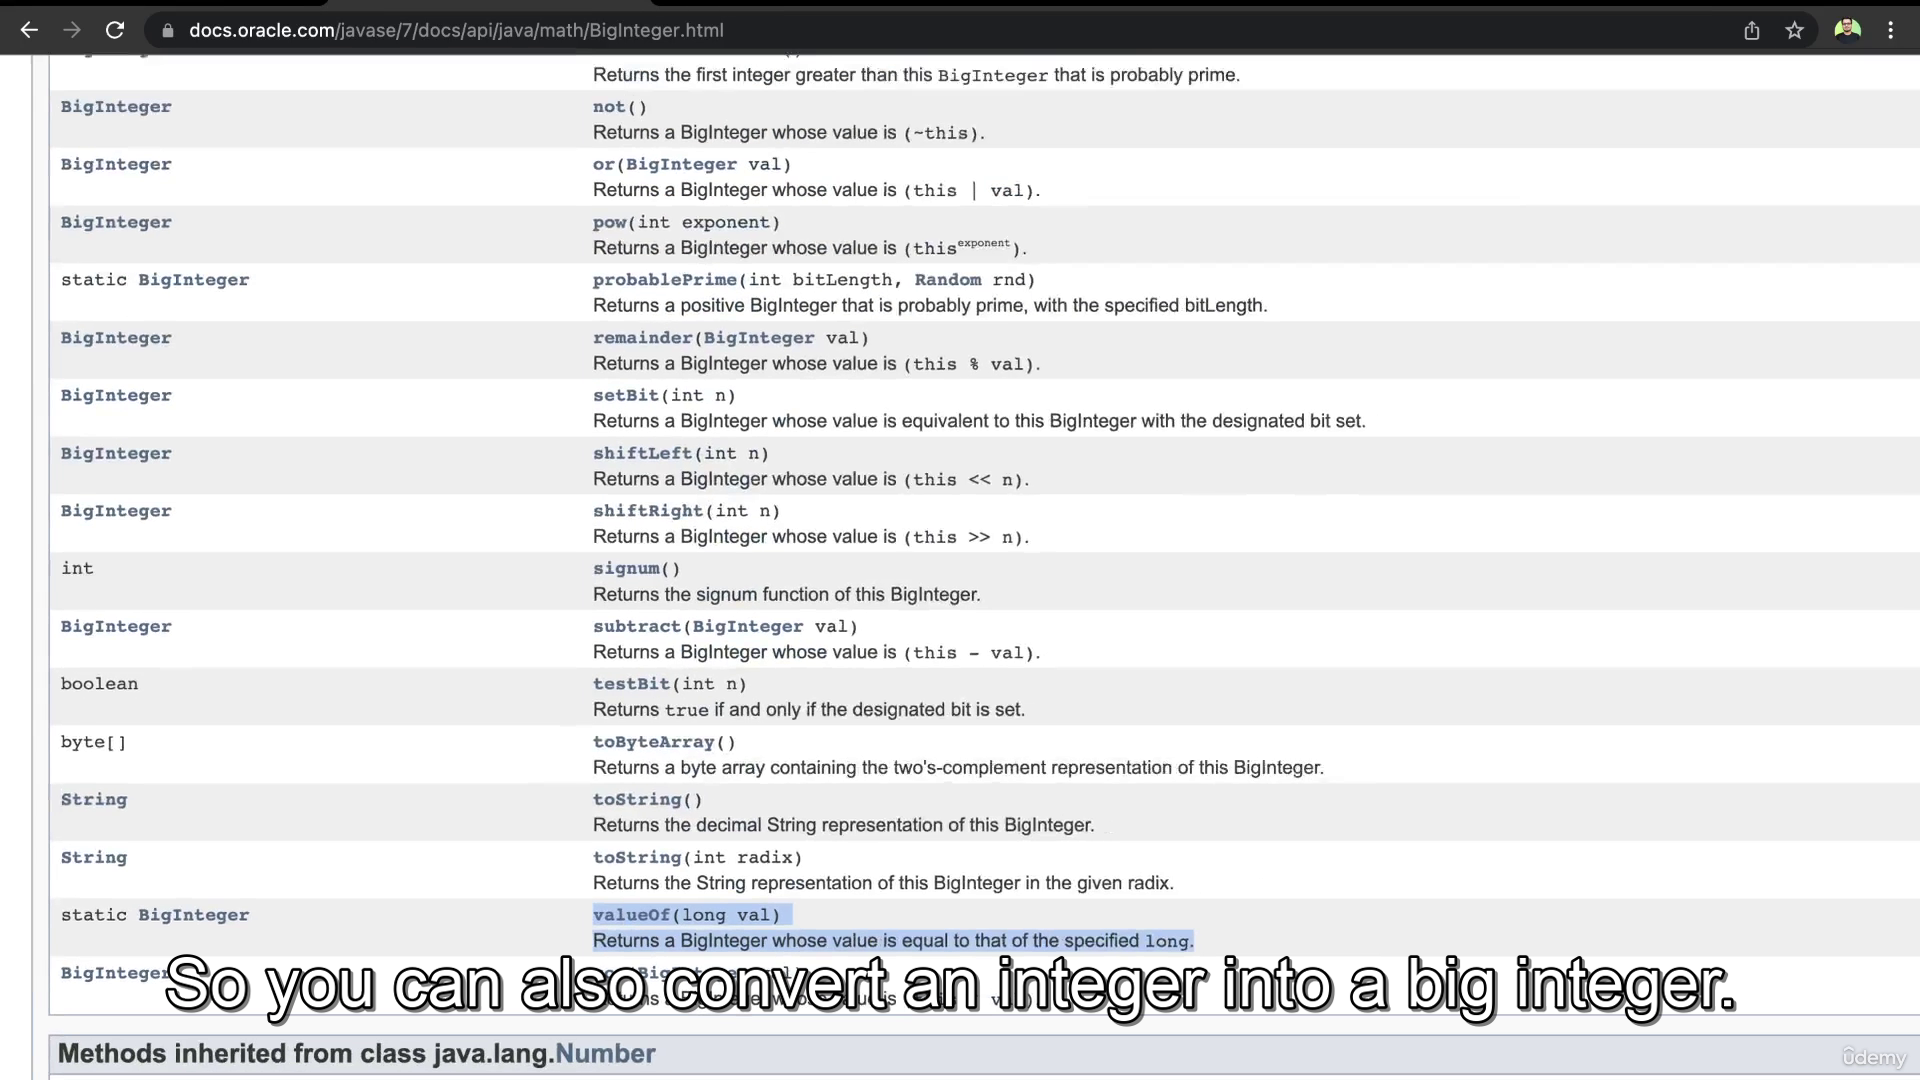 docs.oracle.com/javase/7/docs/api/java/math/BigInteger.html
Returns the first integer greater than this BigInteger that is probably prime.
BigInteger not()
Returns a BigInteger whose value is (~this).
BigInteger or(BigInteger val)
Returns a BigInteger whose value is (this | val).
BigInteger pow(int exponent)
Returns a BigInteger whose value is (this^exponent).
static BigInteger probablePrime(int bitLength, Random rnd)
Returns a positive BigInteger that is probably prime, with the specified bitLength.
BigInteger remainder(BigInteger val)
Returns a BigInteger whose value is (this % val).
BigInteger setBit(int n)
Returns a BigInteger whose value is equivalent to this BigInteger with the designated bit set.
BigInteger shiftLeft(int n)
Returns a BigInteger whose value is (this << n).
BigInteger shiftRight(int n)
Returns a BigInteger whose value is (this >> n).
int signum()
Returns the signum function of this BigInteger.
BigInteger subtract(BigInteger val)
Returns a BigInteger whose value is (this - val).
boolean testBit(int n)
Returns true if and only if the designated bit is set.
byte[] toByteArray()
Returns a byte array containing the two's-complement representation of this BigInteger.
String toString()
Returns the decimal String representation of this BigInteger.
String toString(int radix)
Returns the String representation of this BigInteger in the given radix.
static BigInteger valueOf(long val)
Returns a BigInteger whose value is equal to that of the specified long.
BigInteger
So you can also convert an integer into a big integer.
Methods inherited from class java.lang.Number
ûdemy